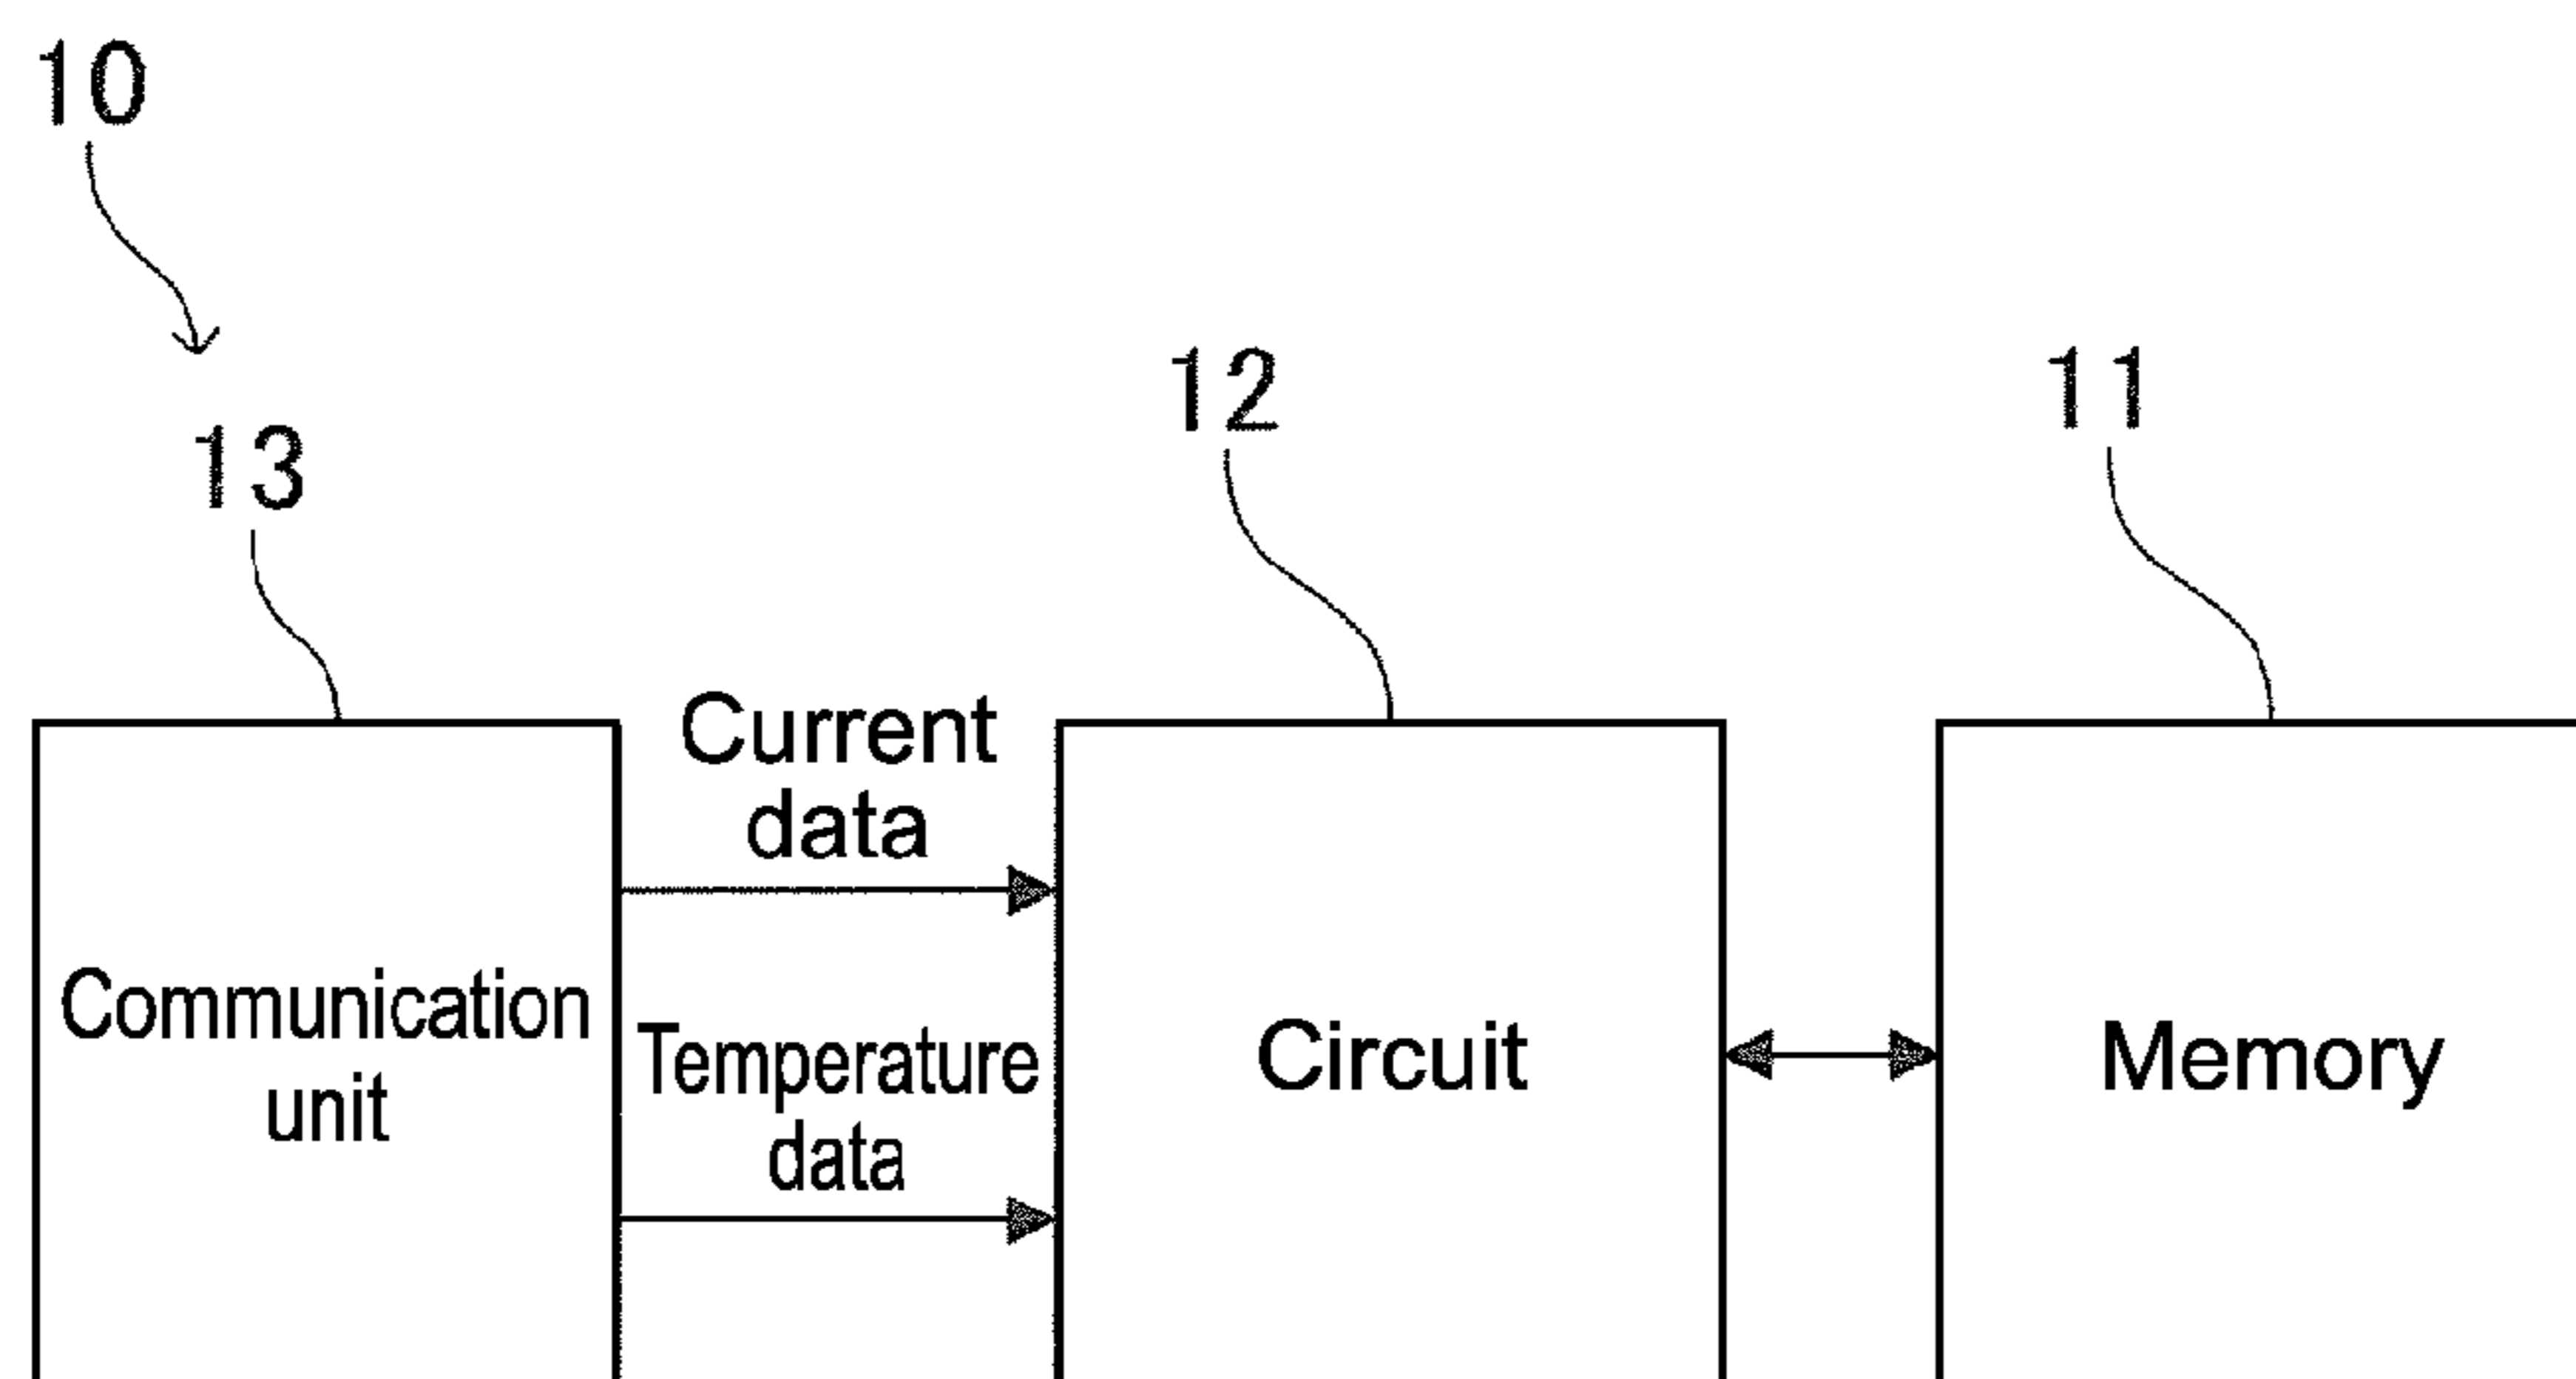 10
13
12
11
Current
data
Communication
unit
Temperature
data
Circuit
Memory